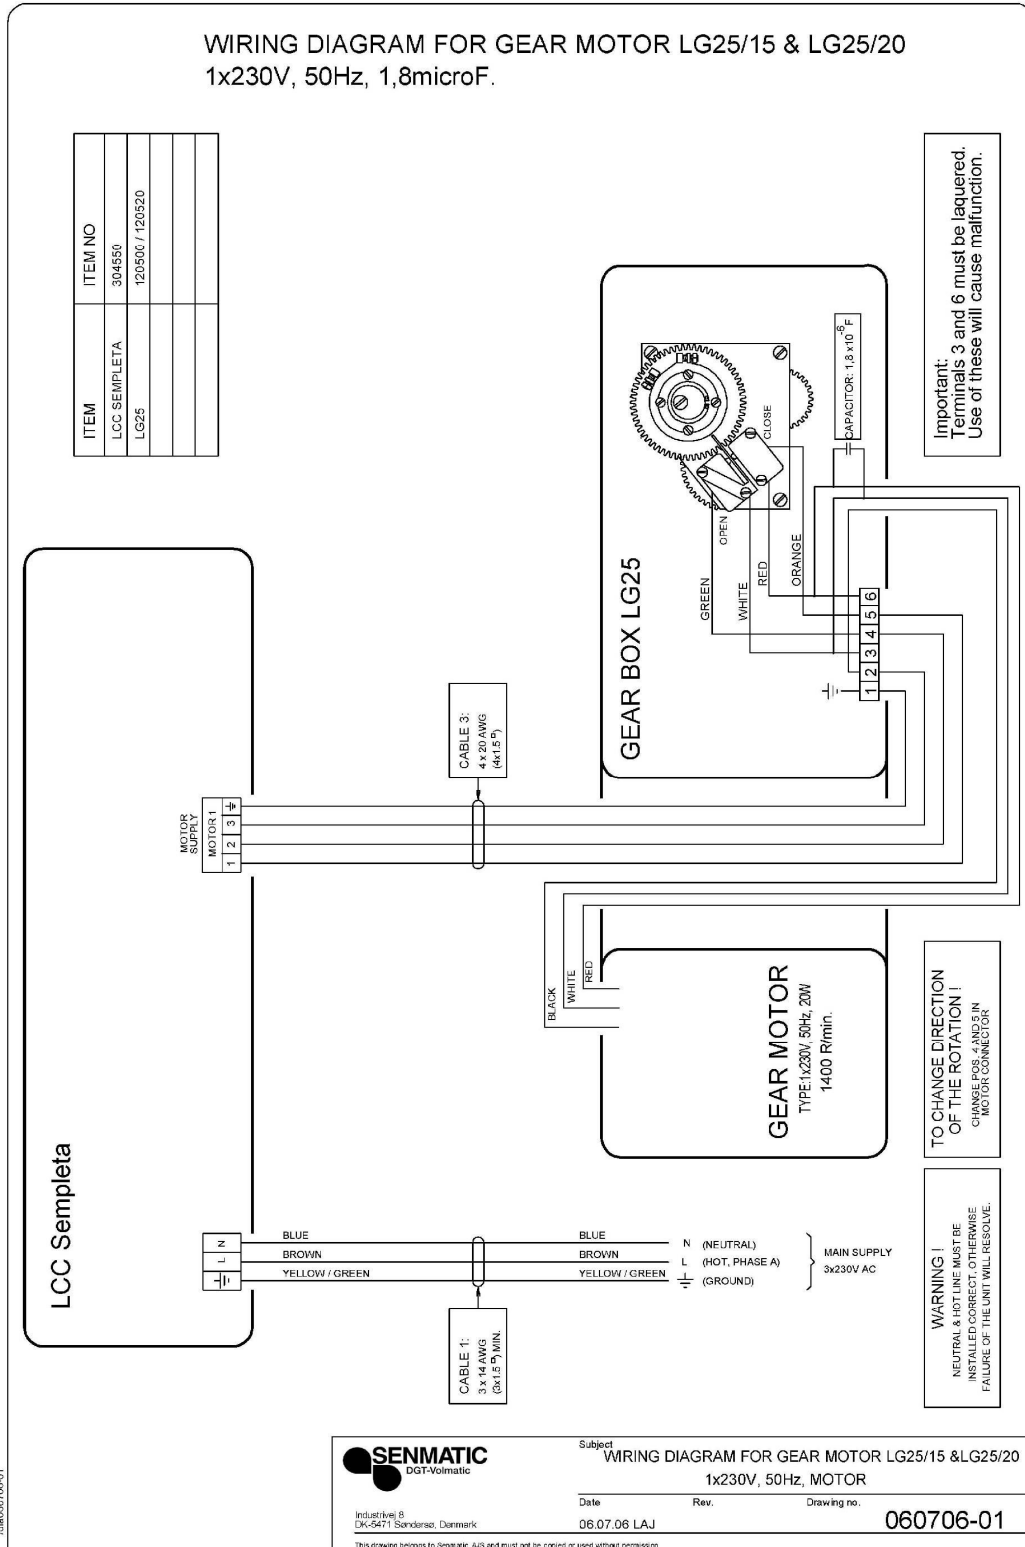 WIRING DIAGRAM FOR GEAR MOTOR LG25/15 & LG25/20
1x230V, 50Hz, 1,8microF.
ITEM
ITEM NO
LCC SEMPLETA
304550
LG25
120500 / 120520
Important:
Terminals 3 and 6 must be laquered.
Use of these will cause malfunction.
GEAR BOX LG25
CAPACITOR: 1,8 x10-6 F
CLOSE
OPEN
GREEN
WHITE
RED
ORANGE
1 2 3 4 5 6
CABLE 3:
4 x 20 AWG
(4x1.5 ¤)
MOTOR
SUPPLY
MOTOR 1
1 2 3
LCC Sempleta
BLACK
WHITE
RED
GEAR MOTOR
TYPE:1x230V, 50Hz, 20W
1400 R/min.
TO CHANGE DIRECTION
OF THE ROTATION !
CHANGE POS. 4 AND 5 IN
MOTOR CONNECTOR
L N
BLUE
BROWN
YELLOW / GREEN
BLUE
BROWN
YELLOW / GREEN
N (NEUTRAL)
L (HOT, PHASE A)
(GROUND)
MAIN SUPPLY
3x230V AC
CABLE 1:
3 x 14 AWG
(3x1.5 ¤) MIN.
WARNING !
NEUTRAL & HOT LINE MUST BE
INSTALLED CORRECT, OTHERWISE
FAILURE OF THE UNIT WILL RESOLVE.
SENMATIC
DGT-Volmatic
Industrivej 8
DK-5471 Søndersø, Denmark
Subject
WIRING DIAGRAM FOR GEAR MOTOR LG25/15 &LG25/20
1x230V, 50Hz, MOTOR
Date
Rev.
Drawing no.
06.07.06 LAJ
060706-01
This drawing belongs to Senmatic A/S and must not be copied or used without permission